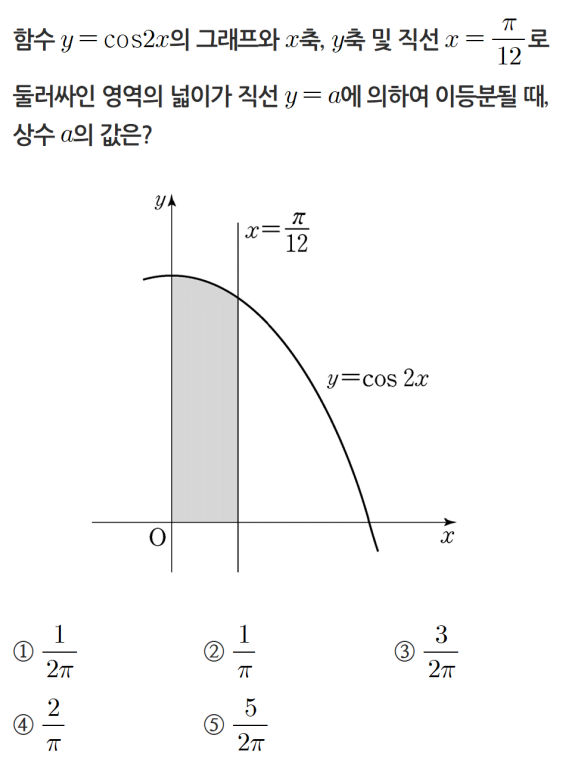 함수 y = cos2x의 그래프와 x축, y축 및 직선 x = π/12로
둘러싸인 영역의 넓이가 직선 y = a에 의하여 이등분될 때,
상수 a의 값은?
y
x = π/12
y = cos 2x
O
x
① 1/2π ② 1/π ③ 3/2π
④ 2/π ⑤ 5/2π